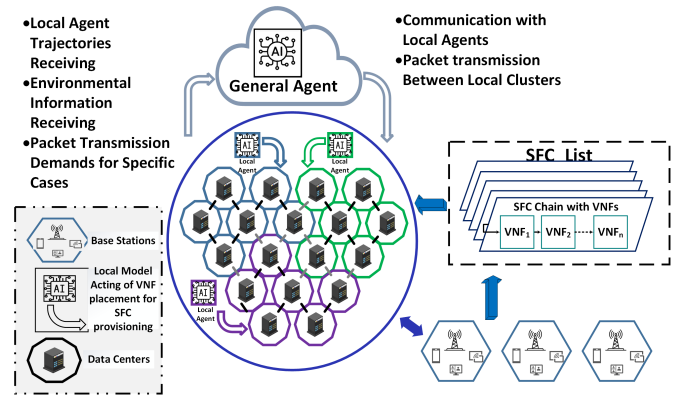 •Local Agent
Trajectories
Receiving
•Environmental
Information
Receiving
•Packet Transmission
Demands for Specific
Cases
AI
General Agent
•Communication with
Local Agents
•Packet transmission
Between Local Clusters
AI
Local
Agent
AI
Local
Agent
AI
Local
Agent
SFC List
SFC Chain with VNFs
VNF1
VNF2
VNFn
Base Stations
AI
Local Model
Acting of VNF
placement for
SFC
provisioning
Data Centers